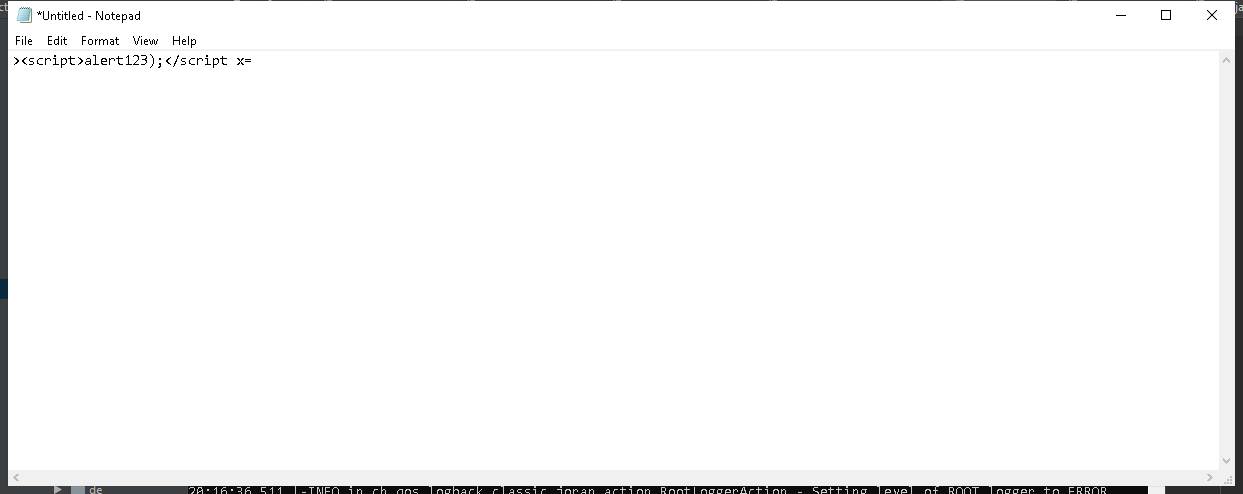 *Untitled - Notepad
File Edit Format View Help
><script>alert123);</script x=
de 20:16:36,511 |-INFO in ch.qos.logback.classic.joran.action.RootLoggerAction - Setting level of ROOT logger to ERROR